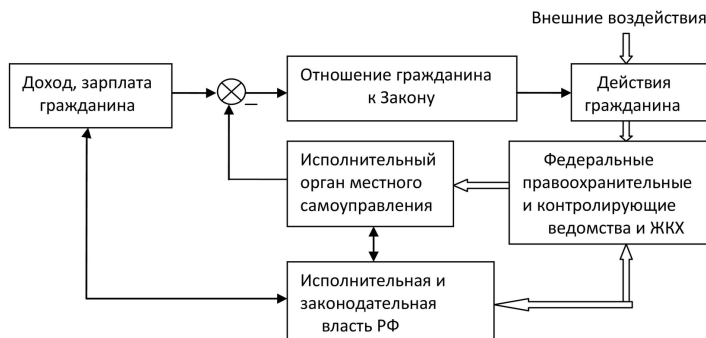 Внешние воздействия
Доход, зарплата
гражданина
Отношение гражданина
к Закону
Действия
гражданина
Исполнительный
орган местного
самоуправления
Федеральные
правоохранительные
и контролирующие
ведомства и ЖКХ
Исполнительная и
законодательная
власть РФ